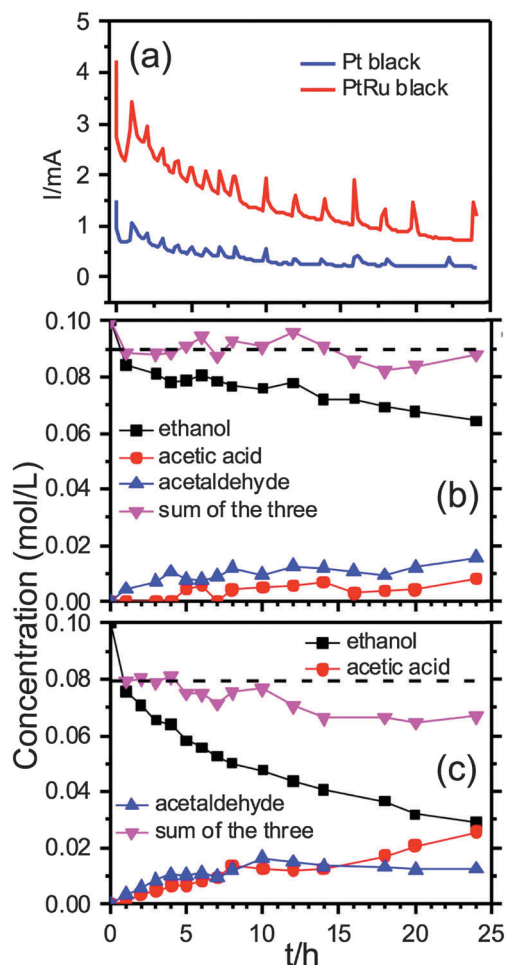 (a)
Pt black
PtRu black
I/mA
5
4
3
2
1
0
0.10
0.08
0.06
0.04
0.02
0.00
ethanol
acetic acid
acetaldehyde
sum of the three
(b)
Concentration (mol/L)
0.10
0.08
0.06
0.04
0.02
0.00
ethanol
acetic acid
(c)
acetaldehyde
sum of the three
0 5 10 15 20 25
t/h